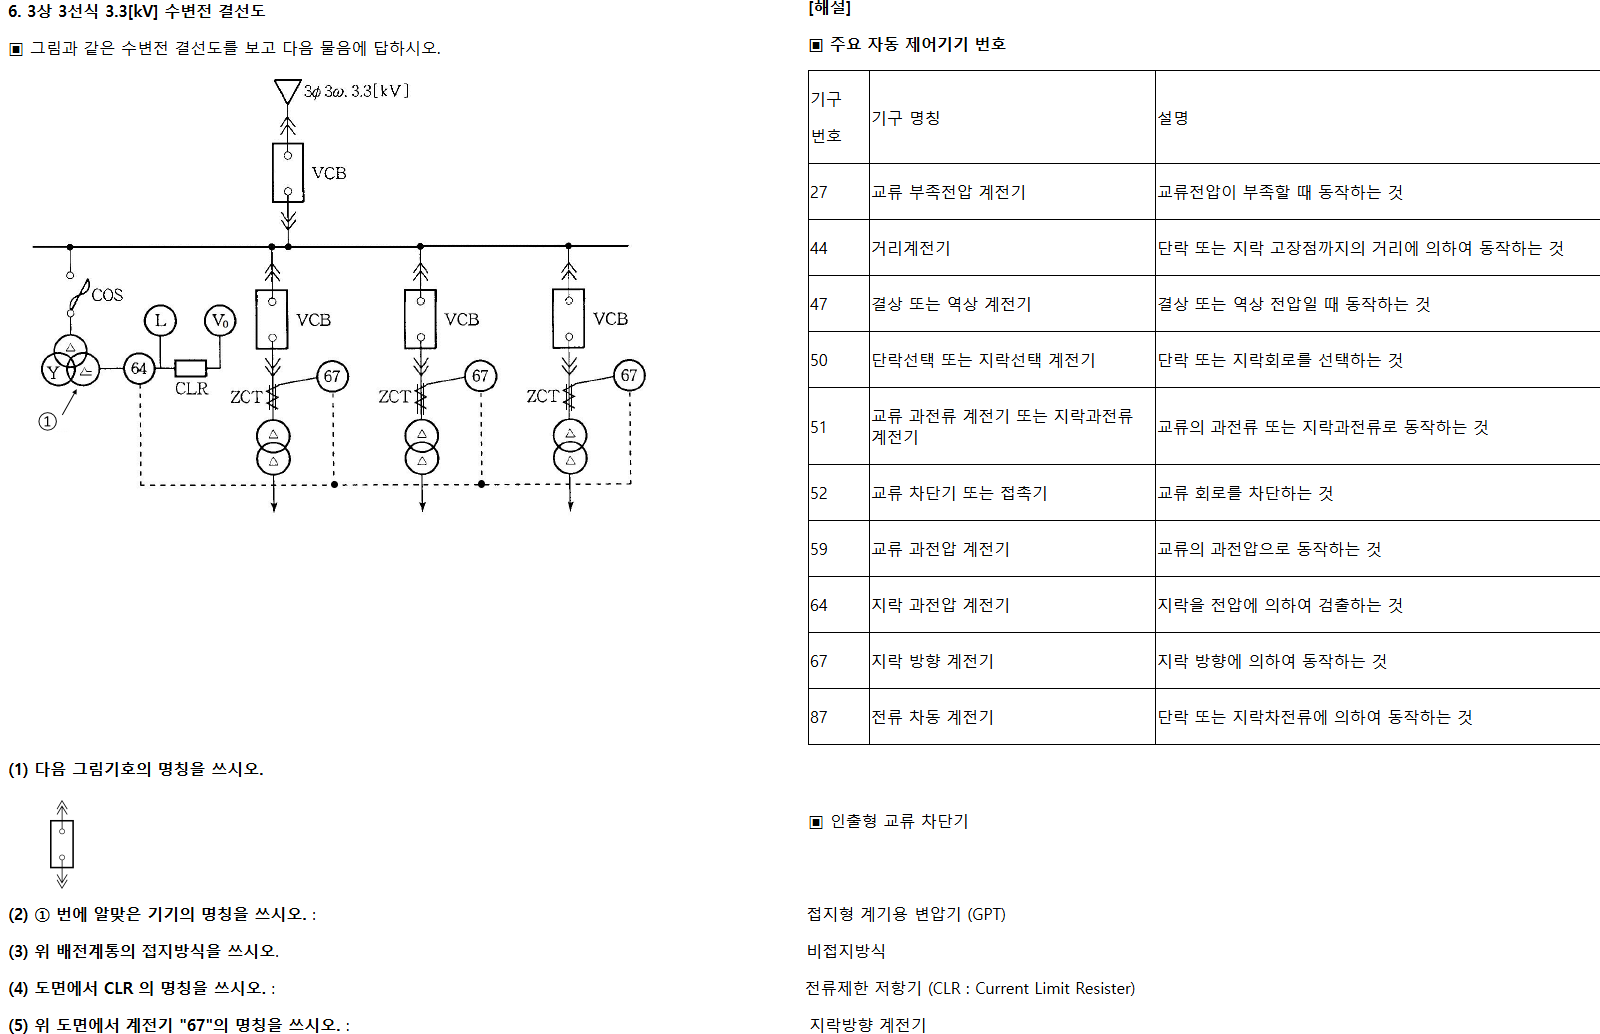 6. 3상 3선식 3.3[kV] 수변전 결선도
▣ 그림과 같은 수변전 결선도를 보고 다음 물음에 답하시오.
3ϕ 3ω. 3.3[kV]
VCB
COS
L
V₀
VCB
VCB
VCB
Y
64
CLR
①
ZCT
67
ZCT
67
ZCT
67
(1) 다음 그림기호의 명칭을 쓰시오.
(2) ① 번에 알맞은 기기의 명칭을 쓰시오. :
(3) 위 배전계통의 접지방식을 쓰시오.
(4) 도면에서 CLR 의 명칭을 쓰시오. :
(5) 위 도면에서 계전기 "67"의 명칭을 쓰시오. :
[해설]
▣ 주요 자동 제어기기 번호
기구 번호 기구 명칭 설명
27 교류 부족전압 계전기 교류전압이 부족할 때 동작하는 것
44 거리계전기 단락 또는 지락 고장점까지의 거리에 의하여 동작하는 것
47 결상 또는 역상 계전기 결상 또는 역상 전압일 때 동작하는 것
50 단락선택 또는 지락선택 계전기 단락 또는 지락회로를 선택하는 것
51 교류 과전류 계전기 또는 지락과전류 계전기 교류의 과전류 또는 지락과전류로 동작하는 것
52 교류 차단기 또는 접촉기 교류 회로를 차단하는 것
59 교류 과전압 계전기 교류의 과전압으로 동작하는 것
64 지락 과전압 계전기 지락을 전압에 의하여 검출하는 것
67 지락 방향 계전기 지락 방향에 의하여 동작하는 것
87 전류 차동 계전기 단락 또는 지락차전류에 의하여 동작하는 것
▣ 인출형 교류 차단기
접지형 계기용 변압기 (GPT)
비접지방식
전류제한 저항기 (CLR : Current Limit Resister)
지락방향 계전기